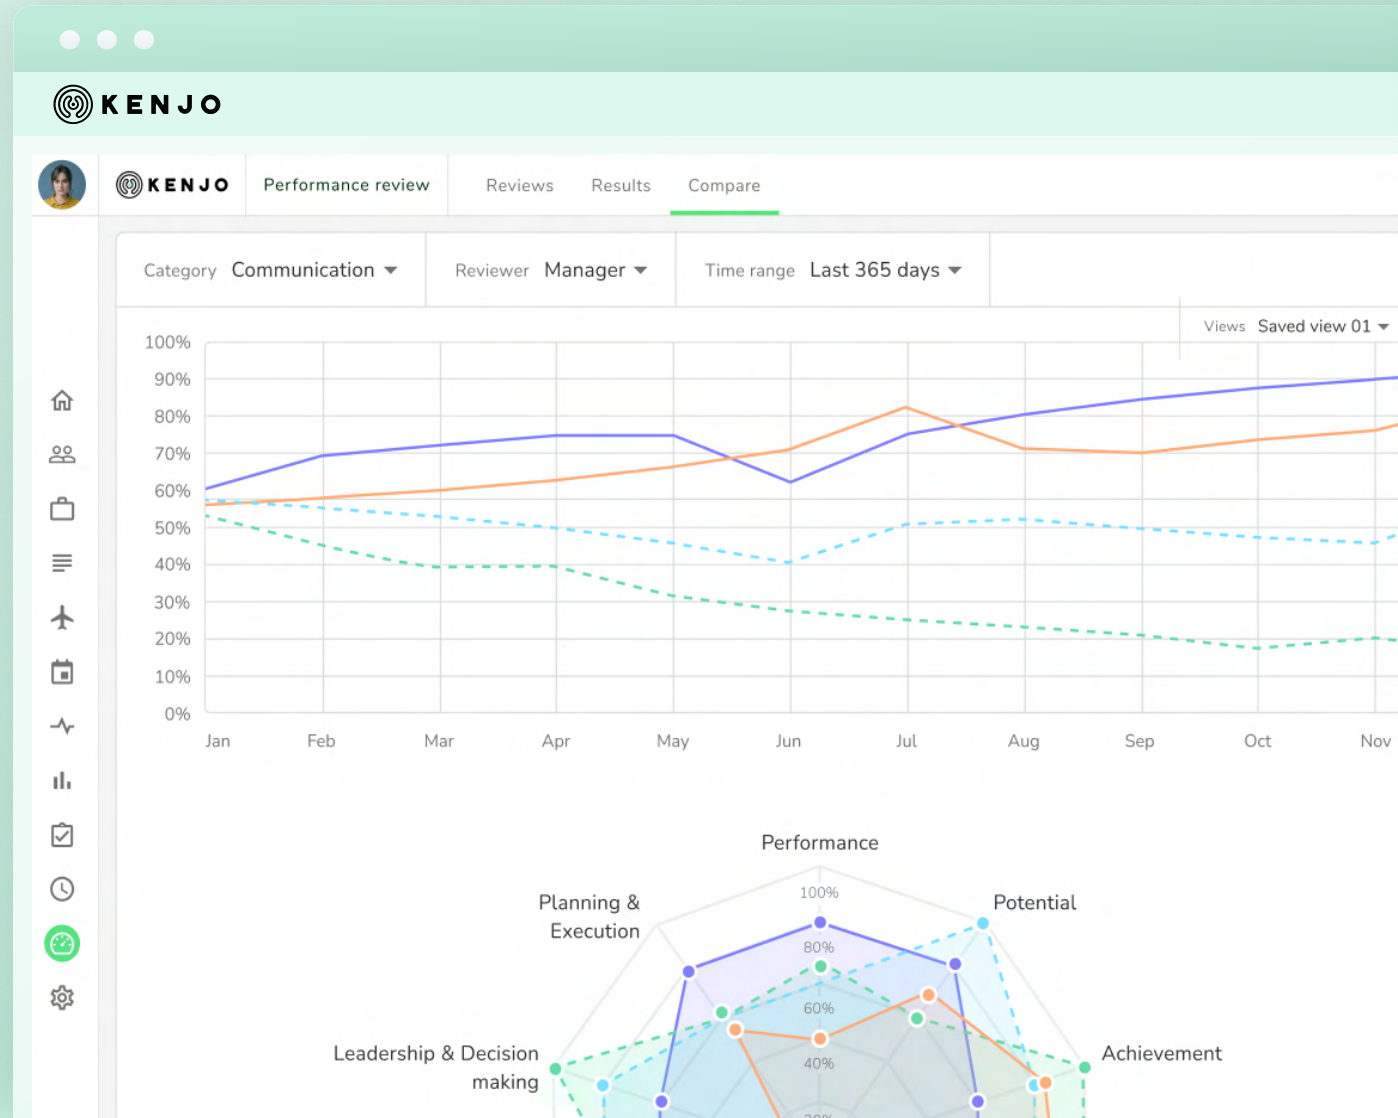 KENJO
KENJO
Performance review
Reviews
Results
Compare
Category Communication
Reviewer Manager
Time range Last 365 days
Views Saved view 01
100%
90%
80%
70%
60%
50%
40%
30%
20%
10%
0%
Jan Feb Mar Apr May Jun Jul Aug Sep Oct Nov
Performance
100%
Planning &
Execution
Potential
80%
60%
Leadership & Decision
making
Achievement
40%